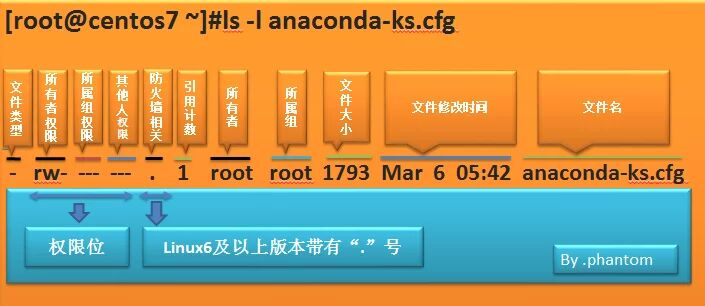 [root@centos7 ~]#ls -l anaconda-ks.cfg
文件类型
所有者权限
所属组权限
其他人权限
防火墙相关
引用计数
所有者
所属组
文件大小
文件修改时间
文件名
- rw- --- --- . 1 root root 1793 Mar 6 05:42 anaconda-ks.cfg
权限位
Linux6及以上版本带有“.”号
By .phantom